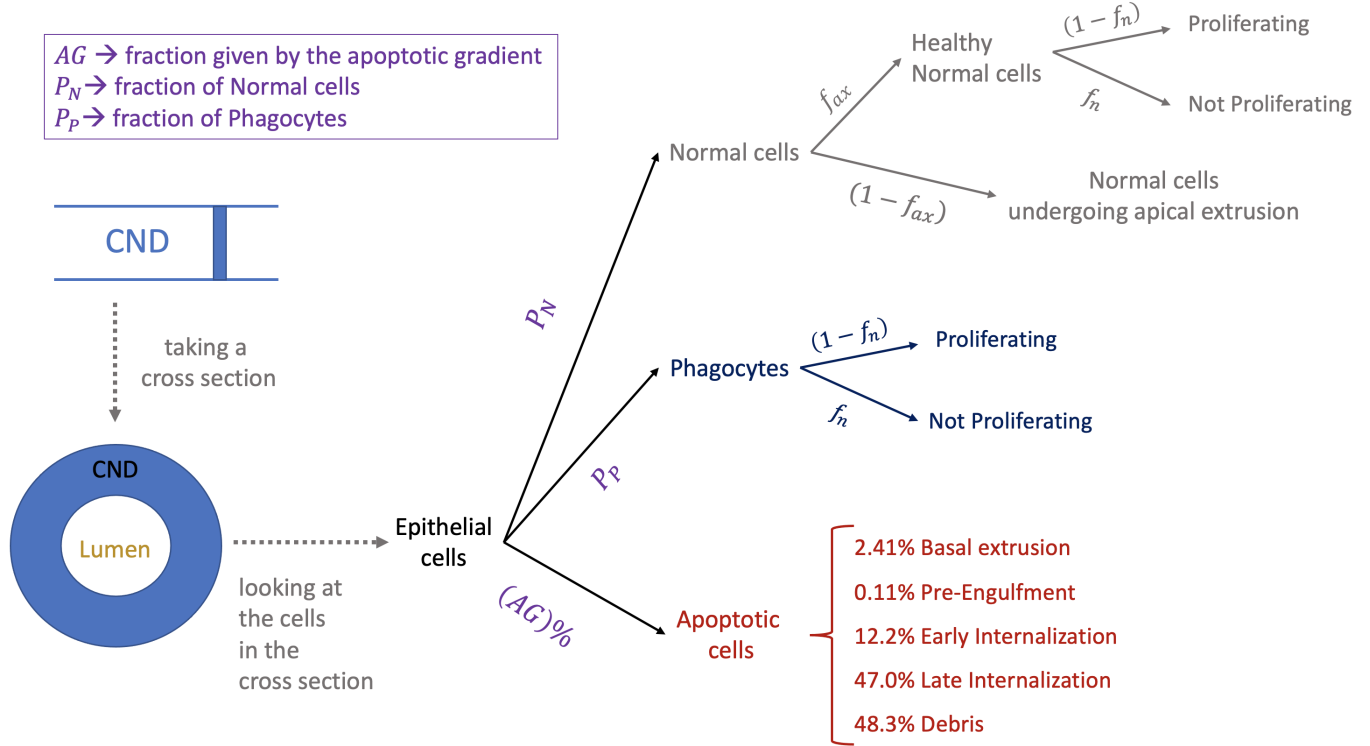 AG → fraction given by the apoptotic gradient
P_N → fraction of Normal cells
P_P → fraction of Phagocytes
CND
taking a
cross section
CND
Lumen
looking at
the cells
in the
cross section
Epithelial
cells
P_N
P_P
(AG)%
Normal cells
f_ax
(1 − f_ax)
Healthy
Normal cells
(1 − f_n)
f_n
Proliferating
Not Proliferating
Normal cells
undergoing apical extrusion
Phagocytes
(1 − f_n)
f_n
Proliferating
Not Proliferating
Apoptotic
cells
2.41% Basal extrusion
0.11% Pre-Engulfment
12.2% Early Internalization
47.0% Late Internalization
48.3% Debris